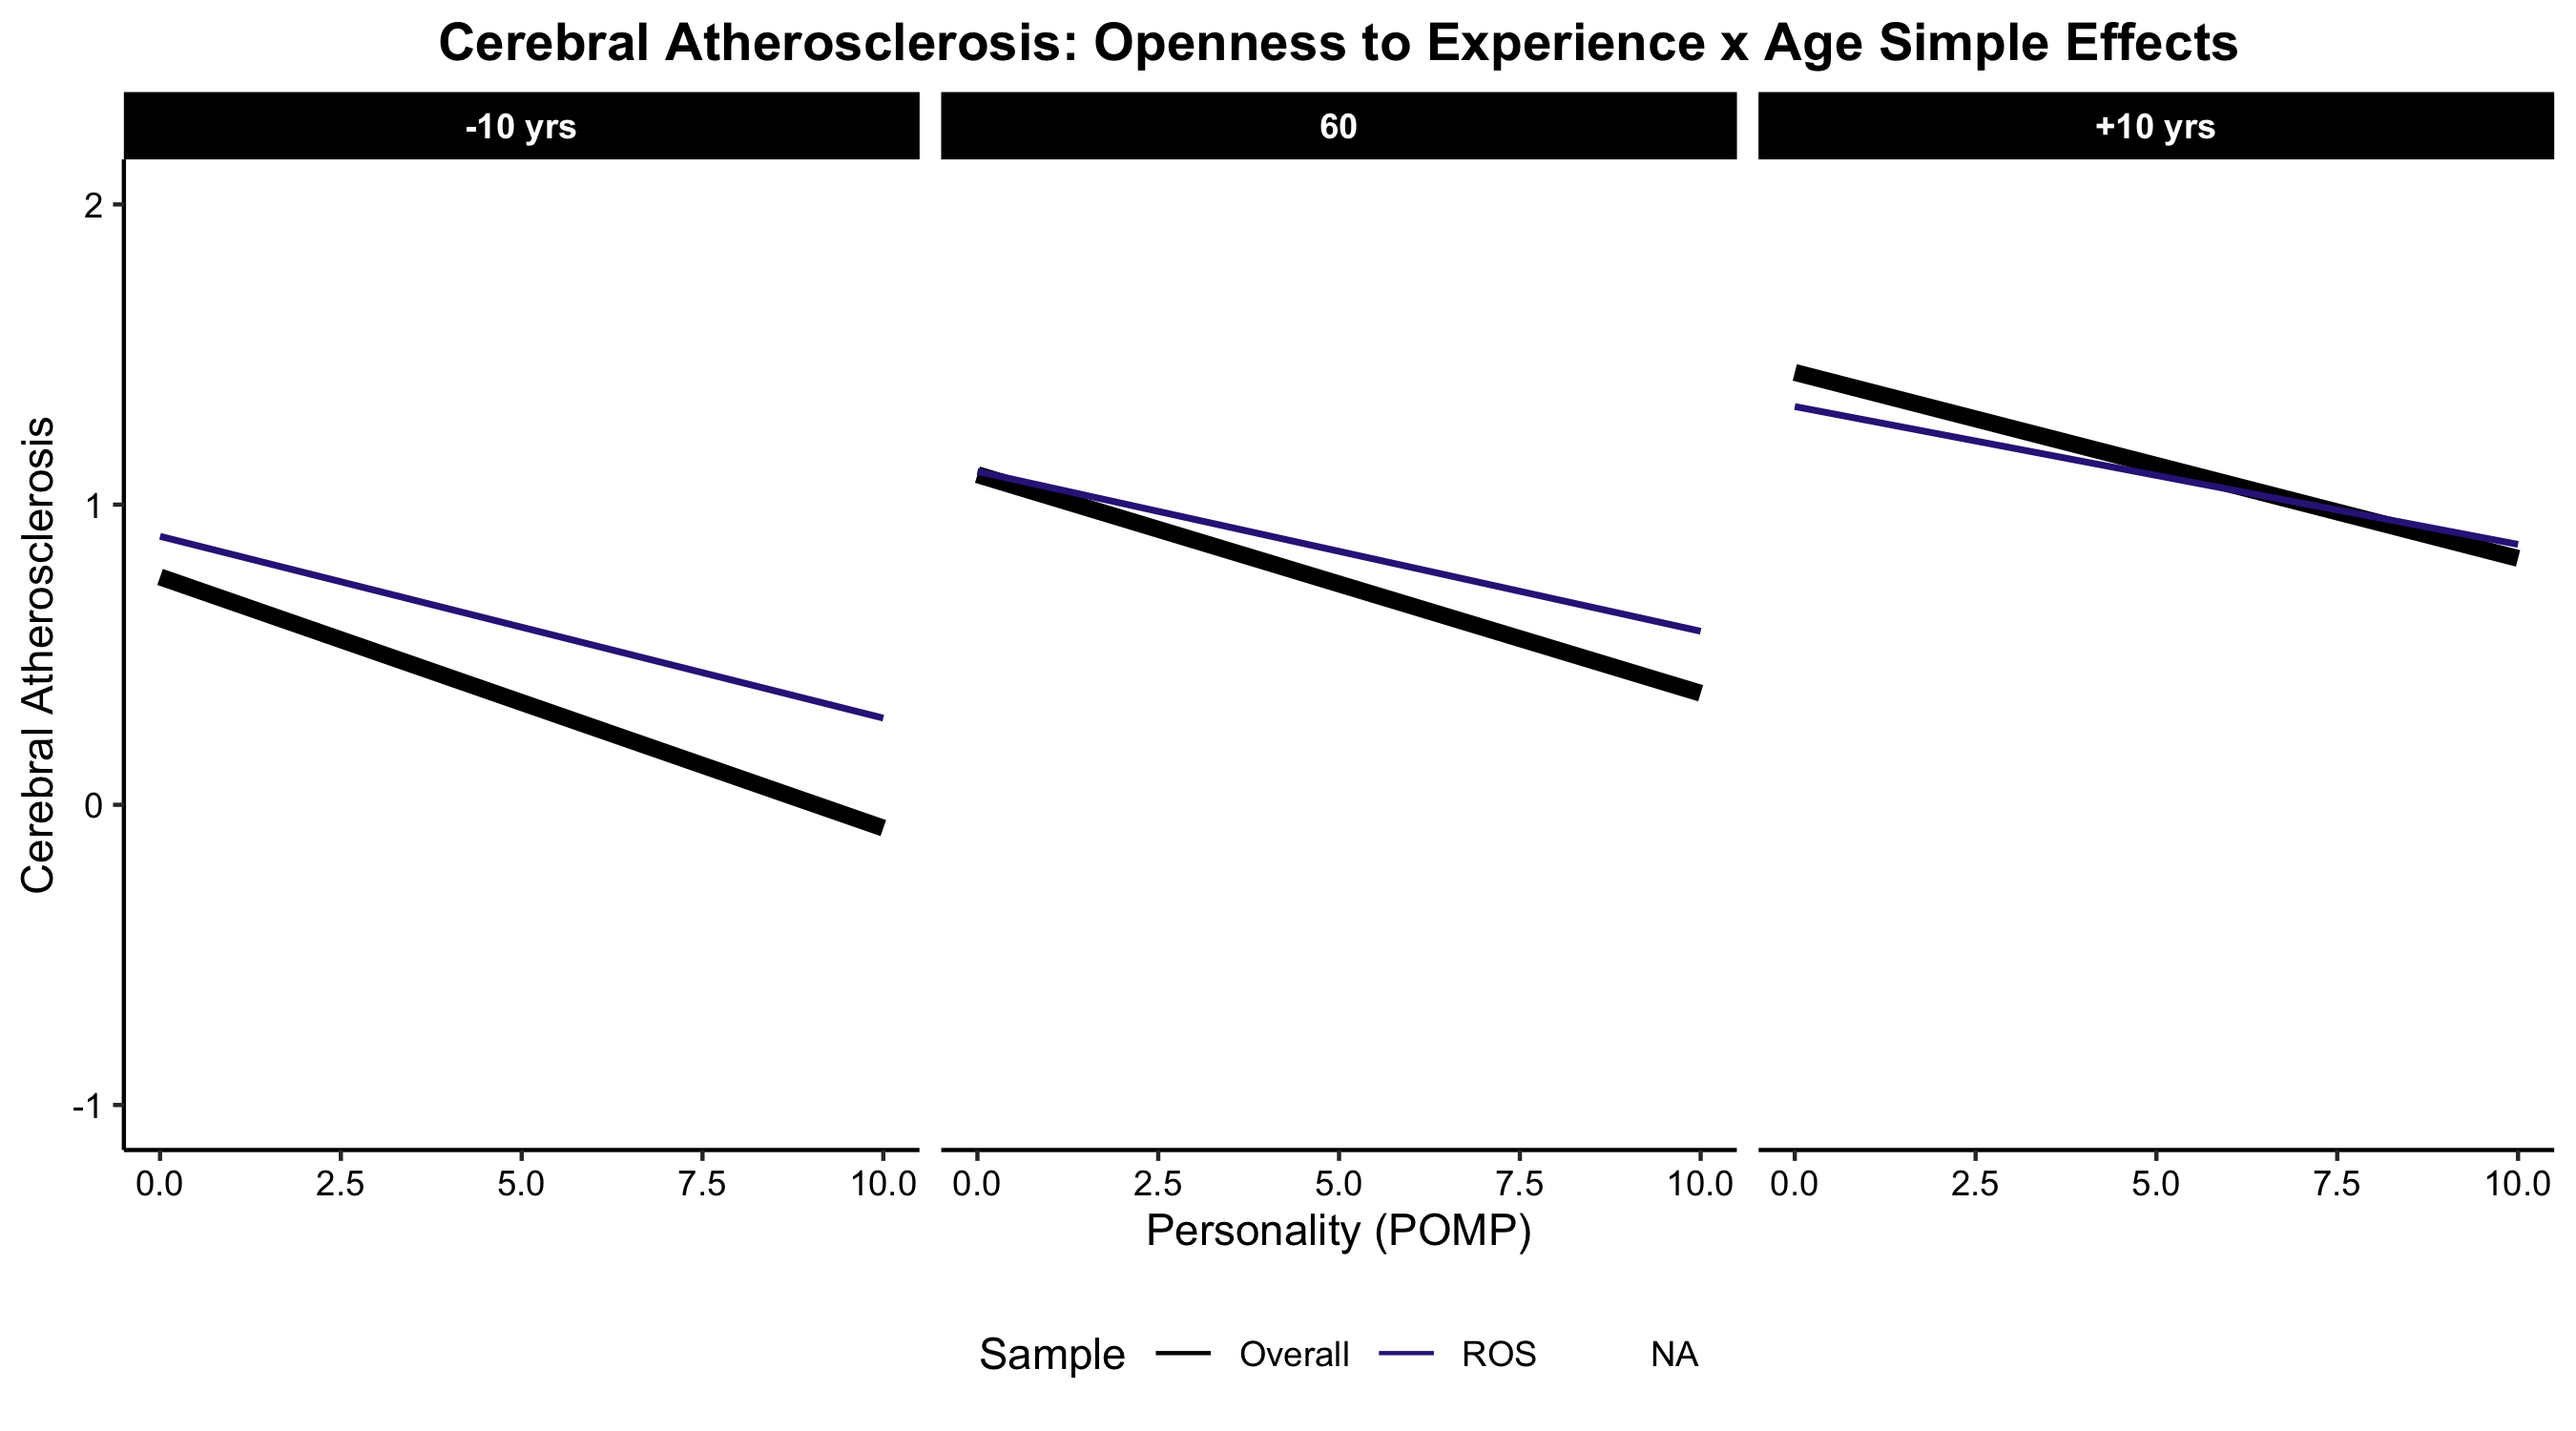 Cerebral Atherosclerosis: Openness to Experience x Age Simple Effects
-10 yrs
60
+10 yrs
Cerebral Atherosclerosis
2
1
0
-1
0.0 2.5 5.0 7.5 10.0
0.0 2.5 5.0 7.5 10.0
0.0 2.5 5.0 7.5 10.0
Personality (POMP)
Sample Overall ROS NA